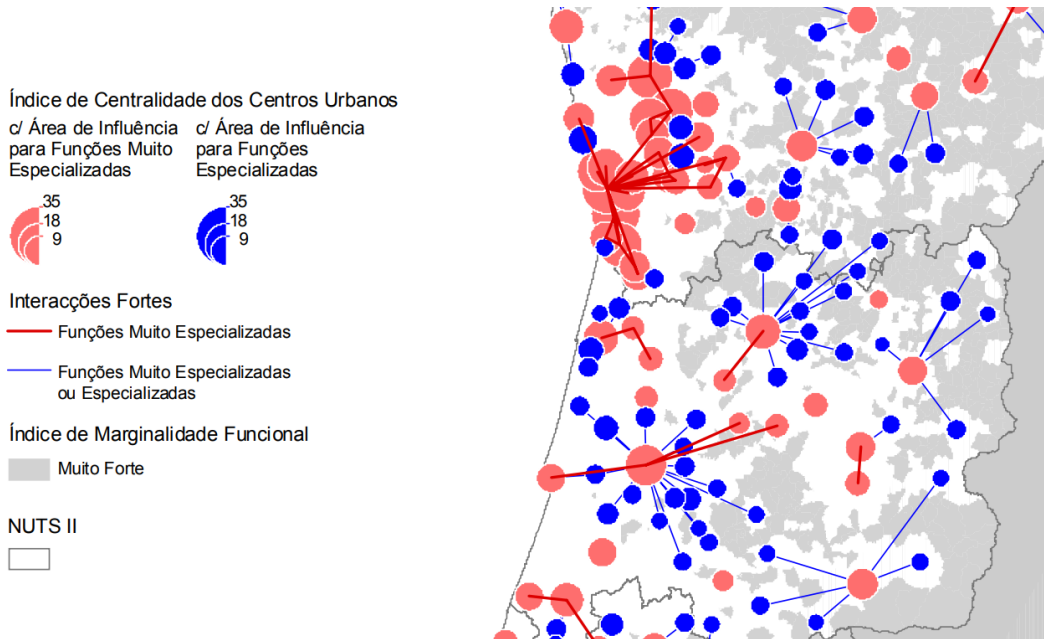 Índice de Centralidade dos Centros Urbanos
c/ Área de Influência
para Funções Muito
Especializadas
c/ Área de Influência
para Funções
Especializadas
35
18
9
35
18
9
Interacções Fortes
Funções Muito Especializadas
Funções Muito Especializadas
ou Especializadas
Índice de Marginalidade Funcional
Muito Forte
NUTS II